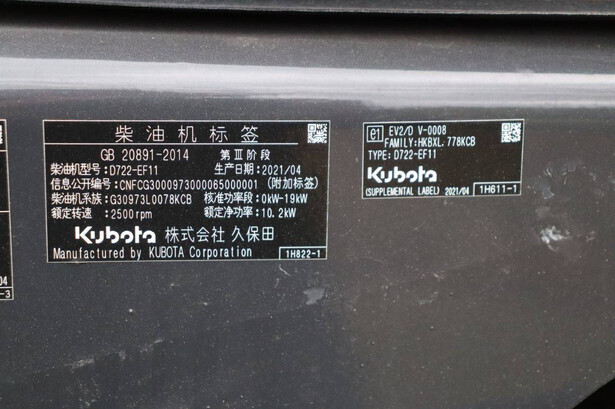 柴油机标签
GB 20891-2014 第Ⅲ阶段
柴油机型号: D722-EF11 生产日期: 2021/04
信息公开编号: CNFCG3000973000065000001 (附加标签)
柴油机系族: G30973L0078KCB 核准功率段: 0kW-19kW
额定转速 : 2500rpm 额定净功率: 10.2kW
Kubota 株式会社 久保田
Manufactured by KUBOTA Corporation 1H822-1
e1 EV2/D V-0008
FAMILY: HKBXL.778KCB
TYPE: D722-EF11
Kubota
(SUPPLEMENTAL LABEL) 2021/04 1H611-1
04
-3